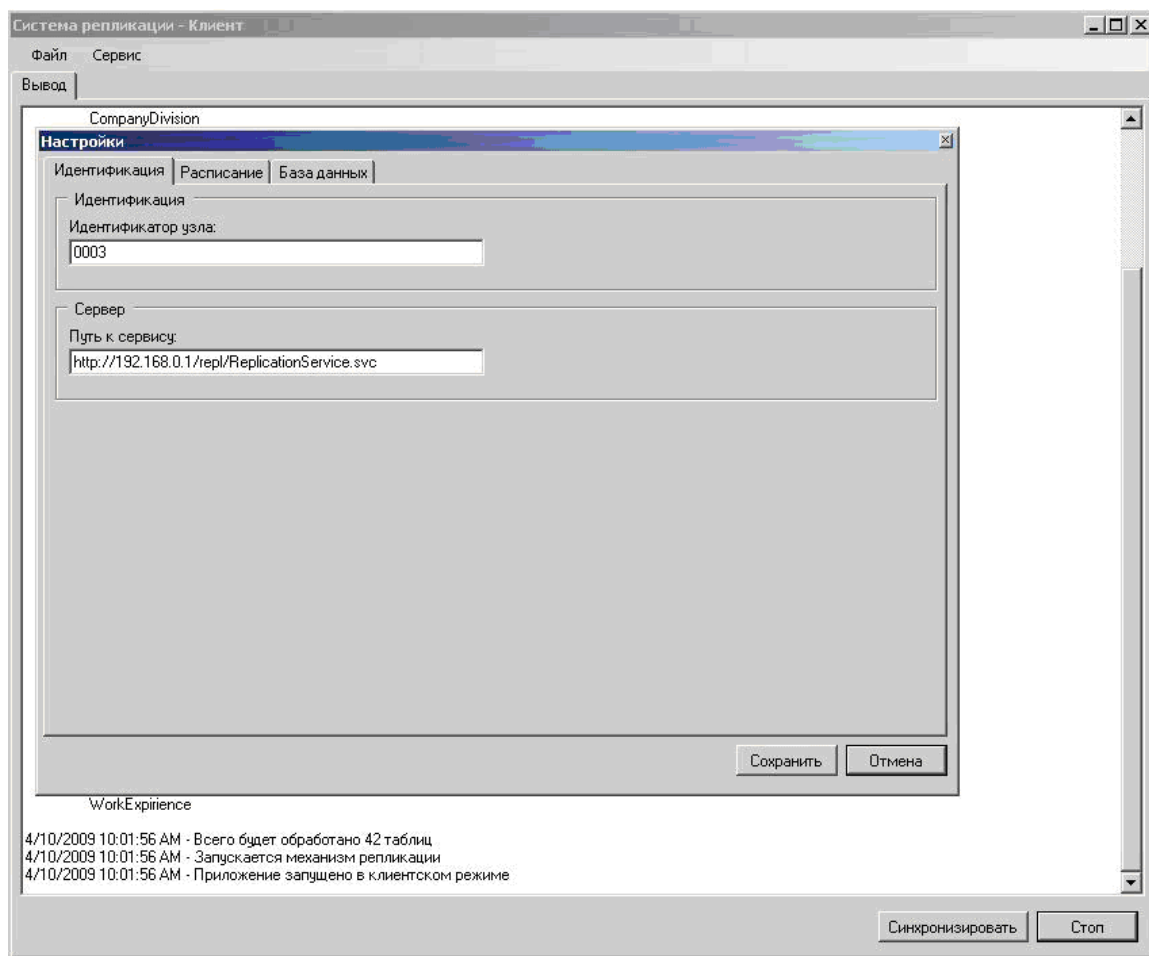 Система репликации - Клиент
Файл Сервис
Вывод
CompanyDivision
Настройки
Идентификация Расписание База данных
Идентификация
Идентификатор узла:
0003
Сервер
Путь к сервису:
http://192.168.0.1/repl/ReplicationService.svc
Сохранить Отмена
WorkExpirience
4/10/2009 10:01:56 AM - Всего будет обработано 42 таблиц
4/10/2009 10:01:56 AM - Запускается механизм репликации
4/10/2009 10:01:56 AM - Приложение запущено в клиентском режиме
Синхронизировать Стоп